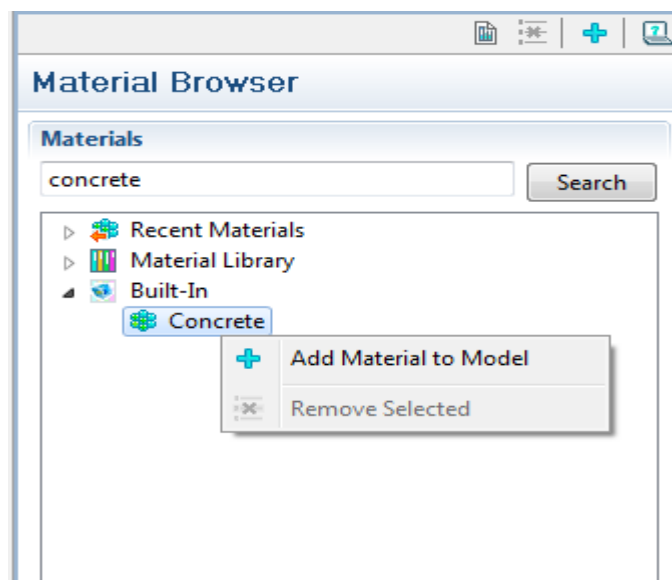 Material Browser
Materials
concrete
Search
Recent Materials
Material Library
Built-In
Concrete
Add Material to Model
Remove Selected